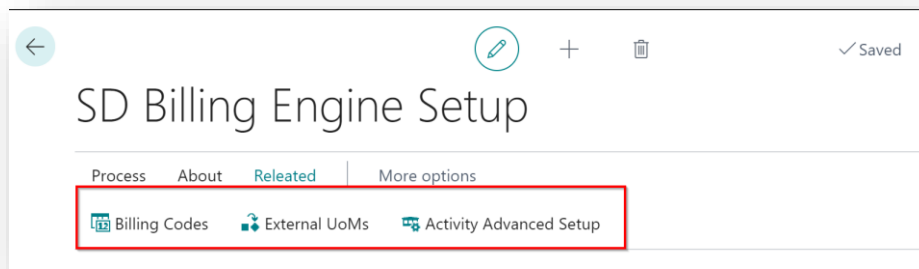 Saved
SD Billing Engine Setup
Process About Releated More options
Billing Codes External UoMs Activity Advanced Setup